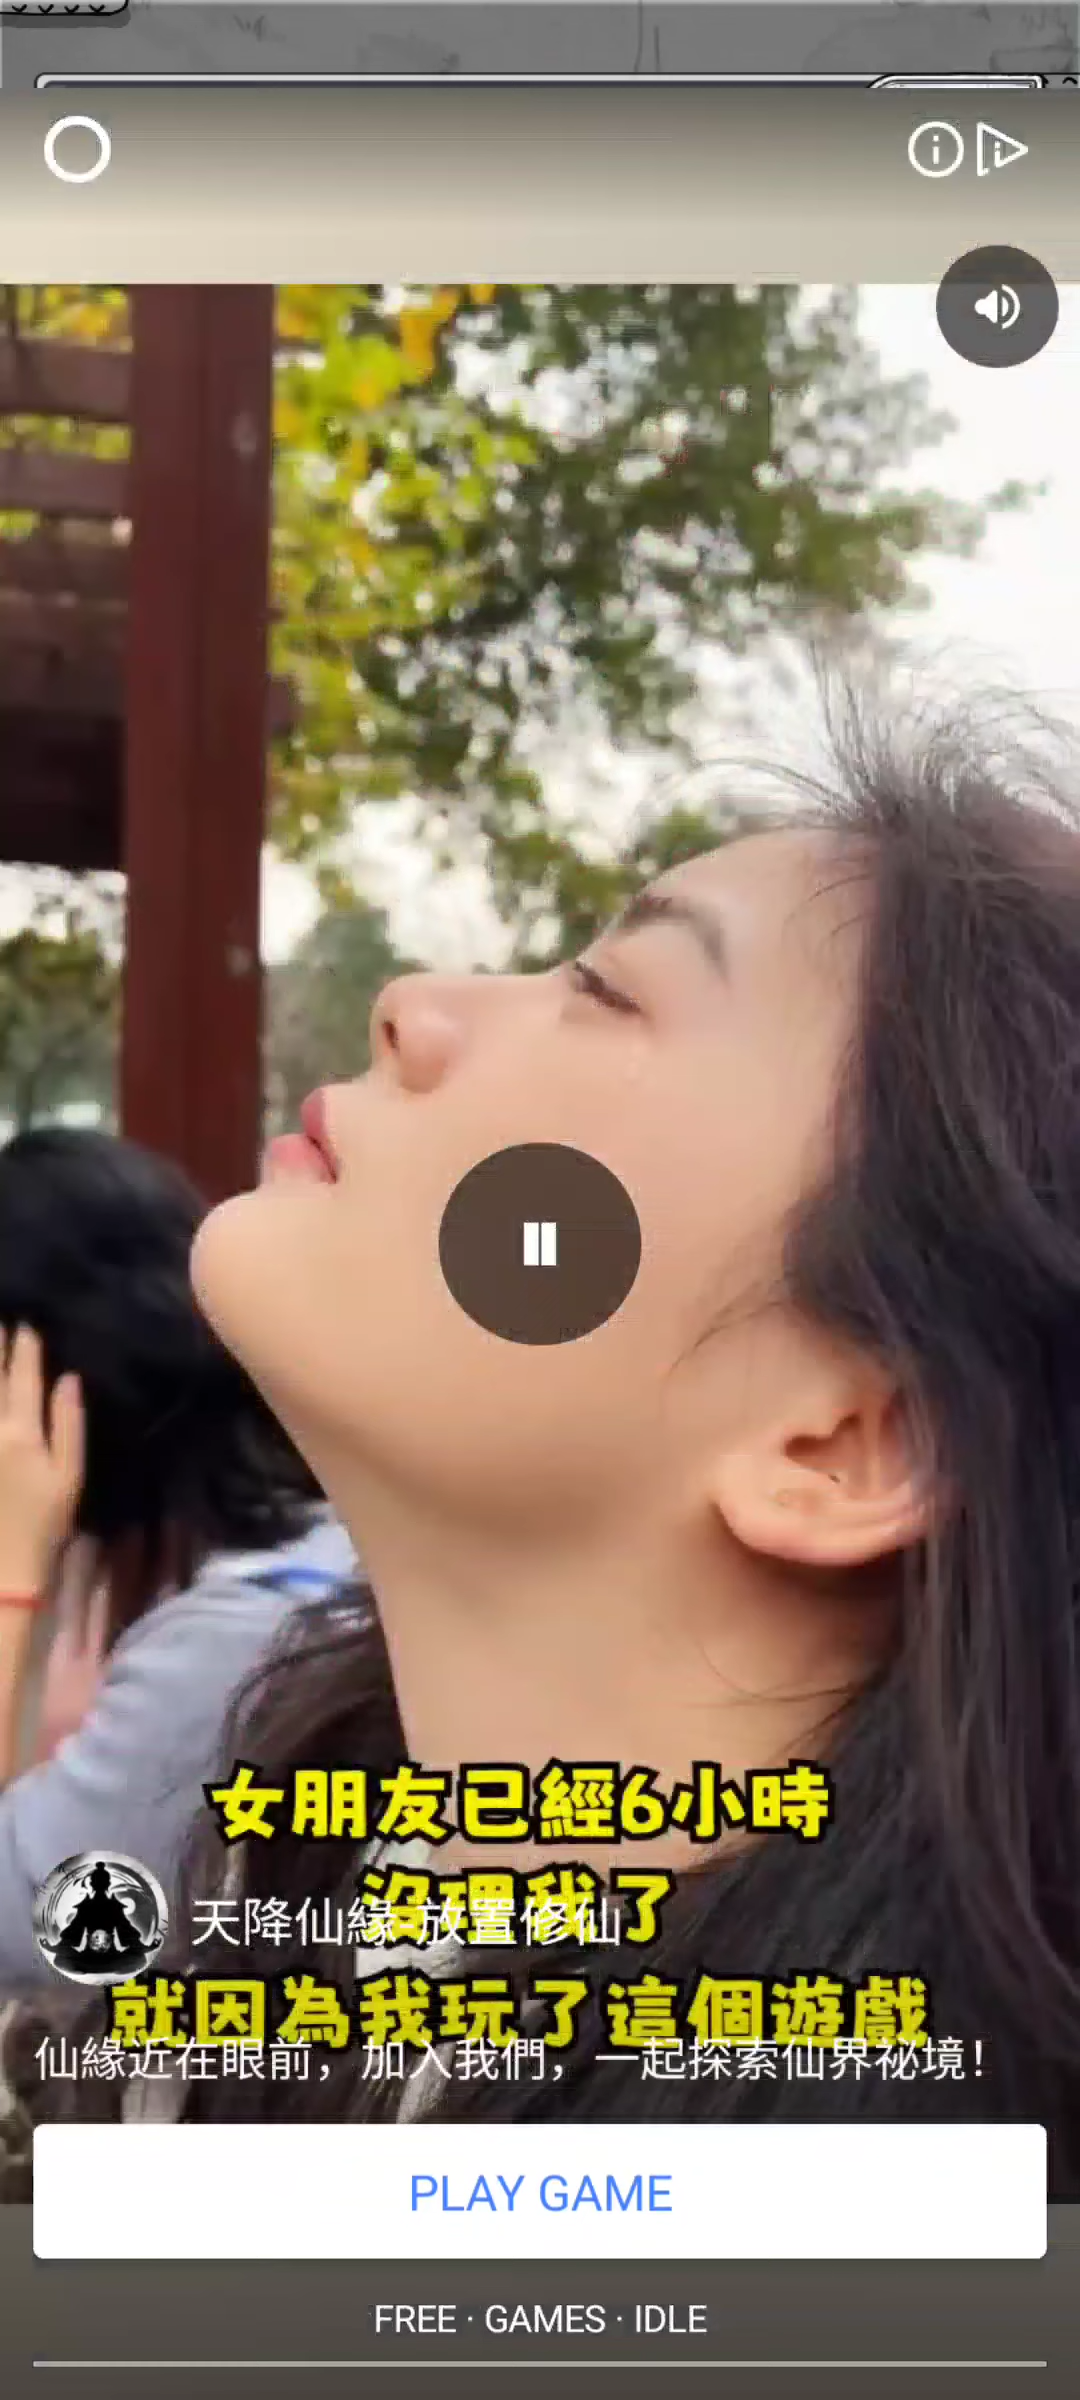 女朋友已經6小時
沒理我了
天降仙緣-放置修仙
就因為我玩了這個遊戲
仙緣近在眼前，加入我們，一起探索仙界祕境！
PLAY GAME
FREE · GAMES · IDLE